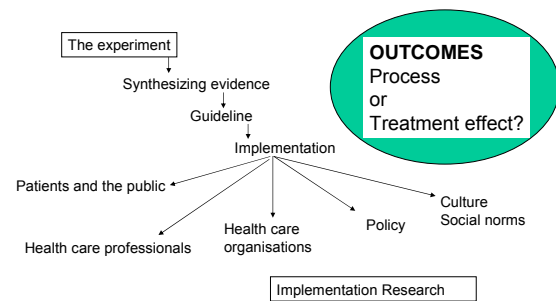 The experiment
Synthesizing evidence
Guideline
Implementation
OUTCOMES
Process
or
Treatment effect?
Patients and the public
Health care professionals
Health care
organisations
Policy
Culture
Social norms
Implementation Research